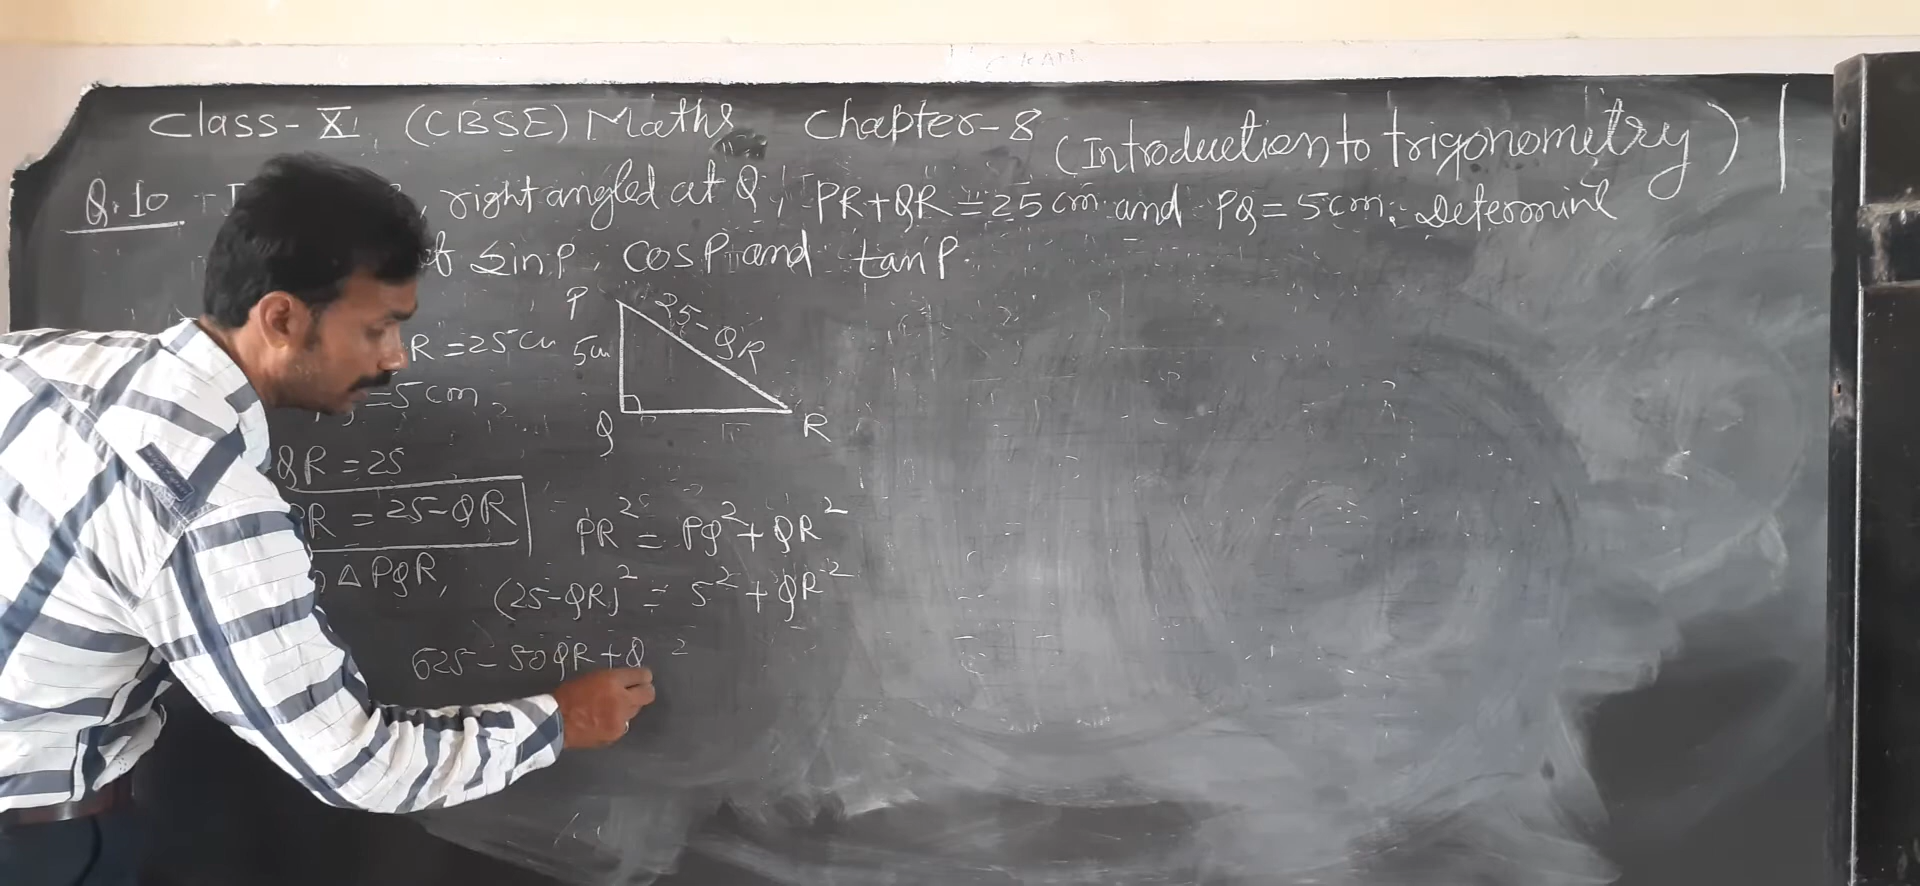 Class-X (CBSE) Maths Chapter-8 (Introduction to trigonometry)
Q.10 right angled at Q, PR+QR=25cm and PQ=5cm. Determine
of sin P, cos P and tan P.
P
25-QR
R=25cm
5cm
=5cm
Q
R
QR=25
R=25-QR
PR²=PQ²+QR²
△PQR,
(25-QR)²=5²+QR²
625-50QR+Q ²